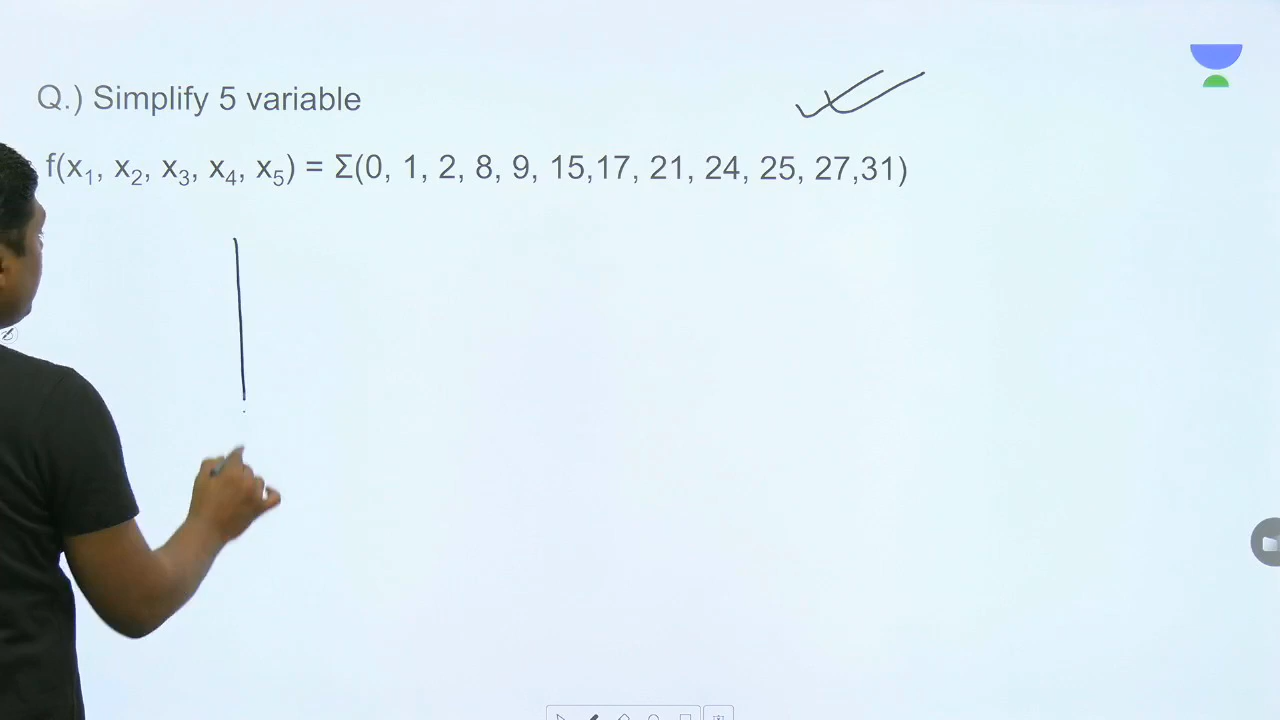 Q.) Simplify 5 variable
f(x₁, x₂, x₃, x₄, x₅) = Σ(0, 1, 2, 8, 9, 15,17, 21, 24, 25, 27,31)